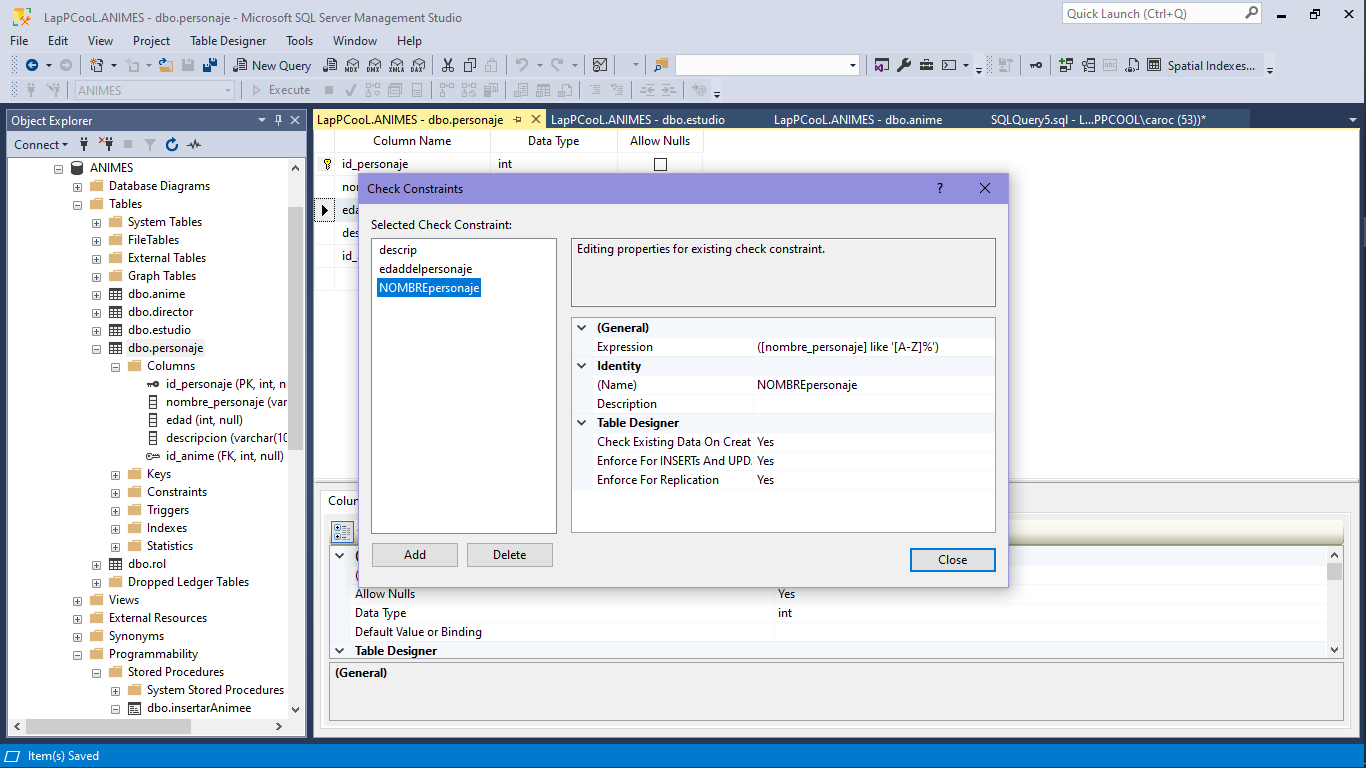 LapPCooL.ANIMES - dbo.personaje - Microsoft SQL Server Management Studio
Quick Launch (Ctrl+Q)
File Edit View Project Table Designer Tools Window Help
New Query MDX DMX XMLA DAX Spatial Indexes...
ANIMES Execute
Object Explorer
Connect
ANIMES
Database Diagrams
Tables
System Tables
FileTables
External Tables
Graph Tables
dbo.anime
dbo.director
dbo.estudio
dbo.personaje
Columns
id_personaje (PK, int, n
nombre_personaje (var
edad (int, null)
descripcion (varchar(10
id_anime (FK, int, null)
Keys
Constraints
Triggers
Indexes
Statistics
dbo.rol
Dropped Ledger Tables
Views
External Resources
Synonyms
Programmability
Stored Procedures
System Stored Procedures
dbo.insertarAnimee
LapPCooL.ANIMES - dbo.personaje LapPCooL.ANIMES - dbo.estudio LapPCooL.ANIMES - dbo.anime SQLQuery5.sql - L...PPCOOL\caroc (53))*
Column Name Data Type Allow Nulls
id_personaje int
Check Constraints ?
Selected Check Constraint:
descrip
edaddelpersonaje
NOMBREpersonaje
Editing properties for existing check constraint.
(General)
Expression ([nombre_personaje] like '[A-Z]%')
Identity
(Name) NOMBREpersonaje
Description
Table Designer
Check Existing Data On Creat Yes
Enforce For INSERTs And UPD. Yes
Enforce For Replication Yes
Add Delete Close
Colun
Allow Nulls Yes
Data Type int
Default Value or Binding
Table Designer
(General)
Item(s) Saved